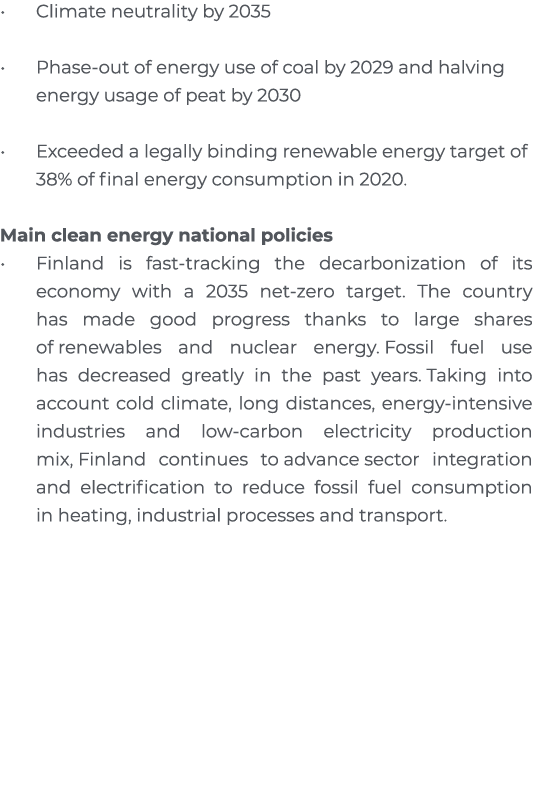 • Climate neutrality by 2035
• Phase-out of energy use of coal by 2029 and halving
energy usage of peat by 2030
• Exceeded a legally binding renewable energy target of
38% of final energy consumption in 2020.
Main clean energy national policies
• Finland is fast-tracking the decarbonization of its
economy with a 2035 net-zero target. The country
has made good progress thanks to large shares
of renewables and nuclear energy. Fossil fuel use
has decreased greatly in the past years. Taking into
account cold climate, long distances, energy-intensive
industries and low-carbon electricity production
mix, Finland continues to advance sector integration
and electrification to reduce fossil fuel consumption
in heating, industrial processes and transport.